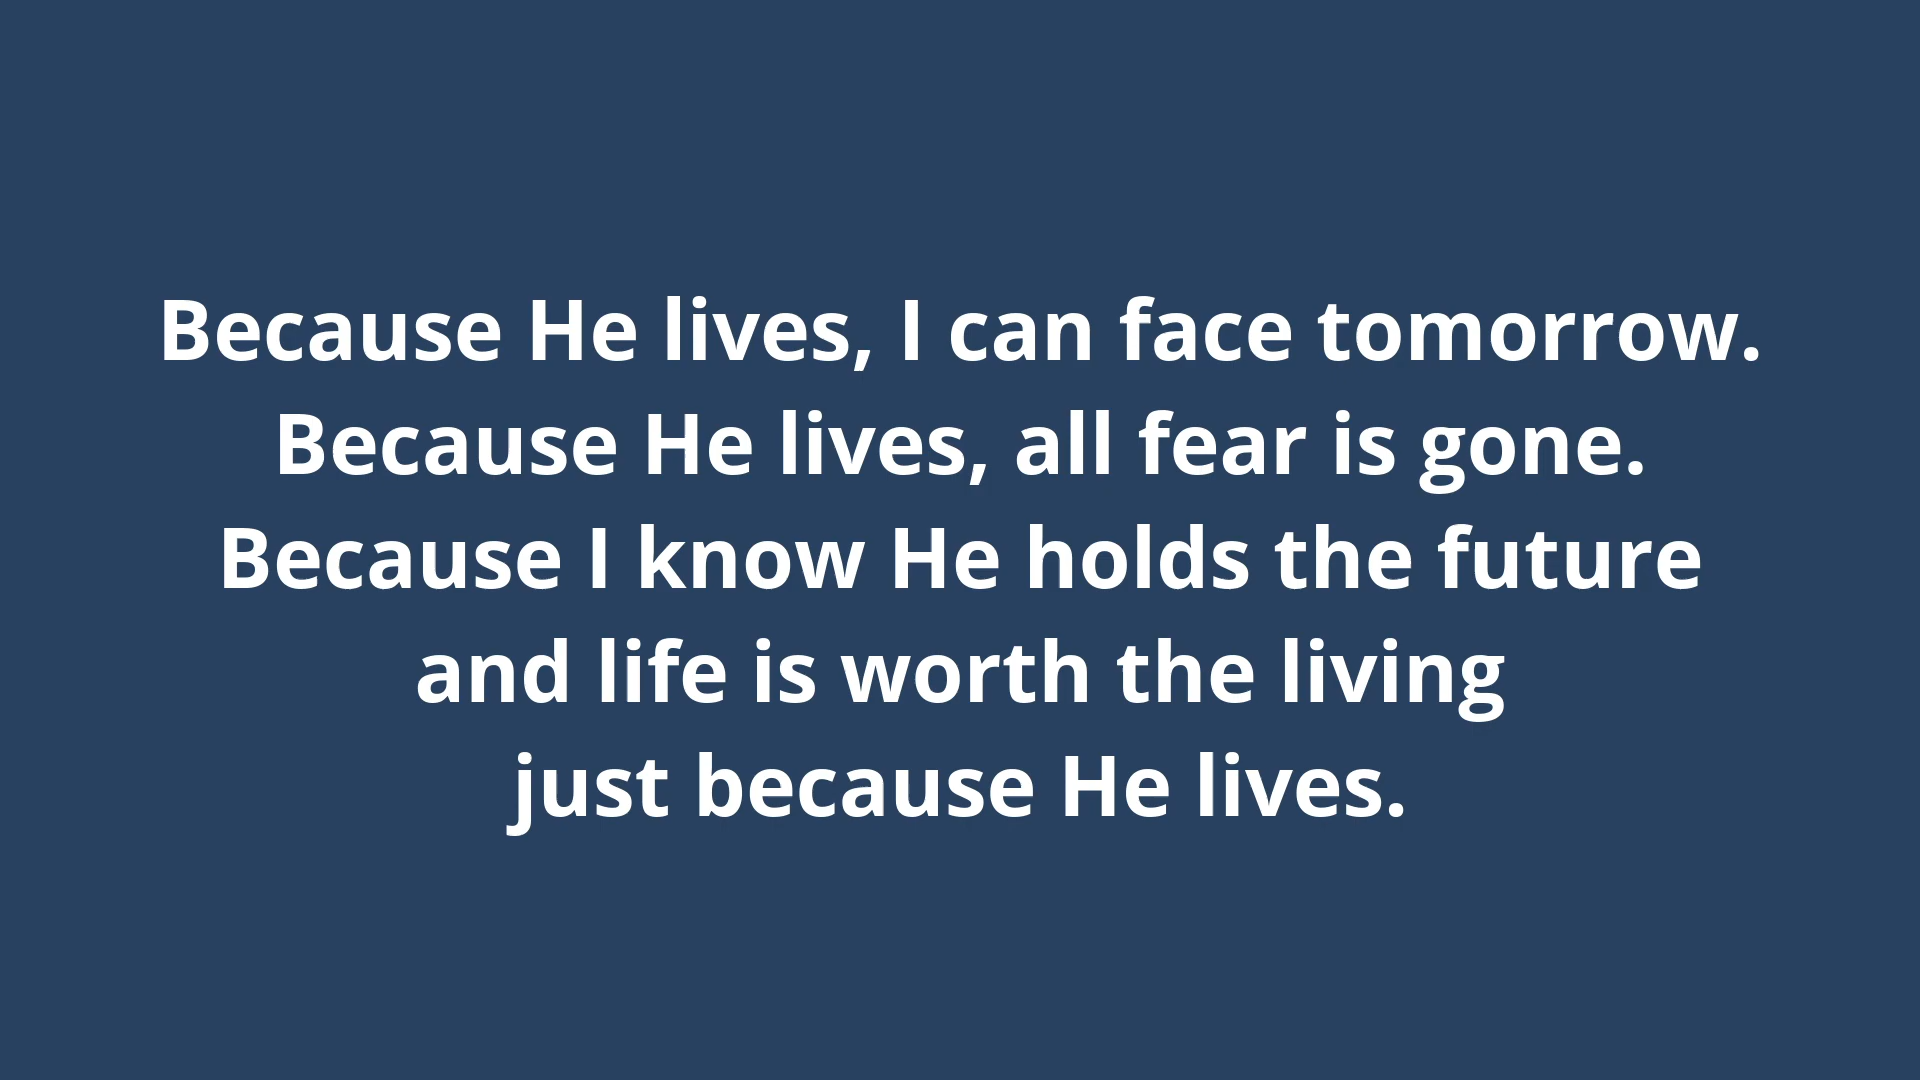 Because He lives, I can face tomorrow.
Because He lives, all fear is gone.
Because I know He holds the future
and life is worth the living
just because He lives.